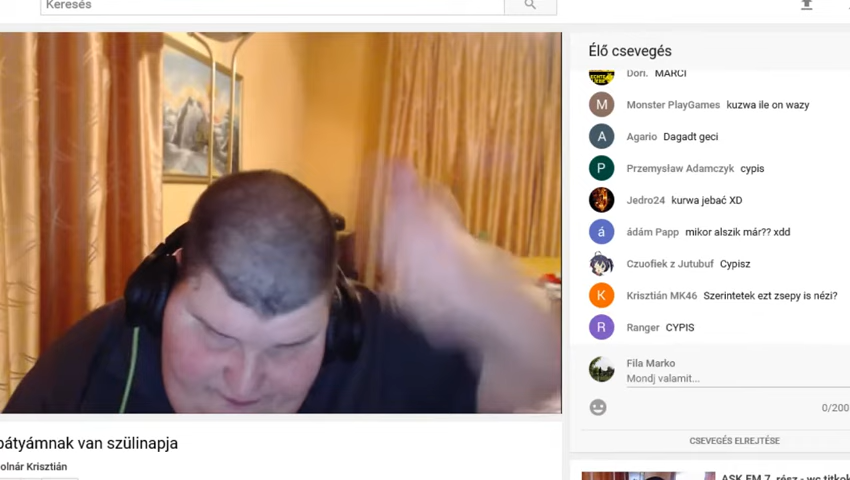 Keresés
Élő csevegés
Dori. MARCI
Monster PlayGames kuzwa ile on wazy
Agario Dagadt geci
Przemysław Adamczyk cypis
Jedro24 kurwa jebać XD
ádám Papp mikor alszik már?? xdd
Czuofiek z Jutubuf Cypisz
Krisztián MK46 Szerintetek ezt zsepy is nézi?
Ranger CYPIS
Fila Marko
Mondj valamit...
0/200
CSEVEGÉS ELREJTÉSE
bátyámnak van szülinapja
olnár Krisztián
ASK.FM 7. rész - wc titkok